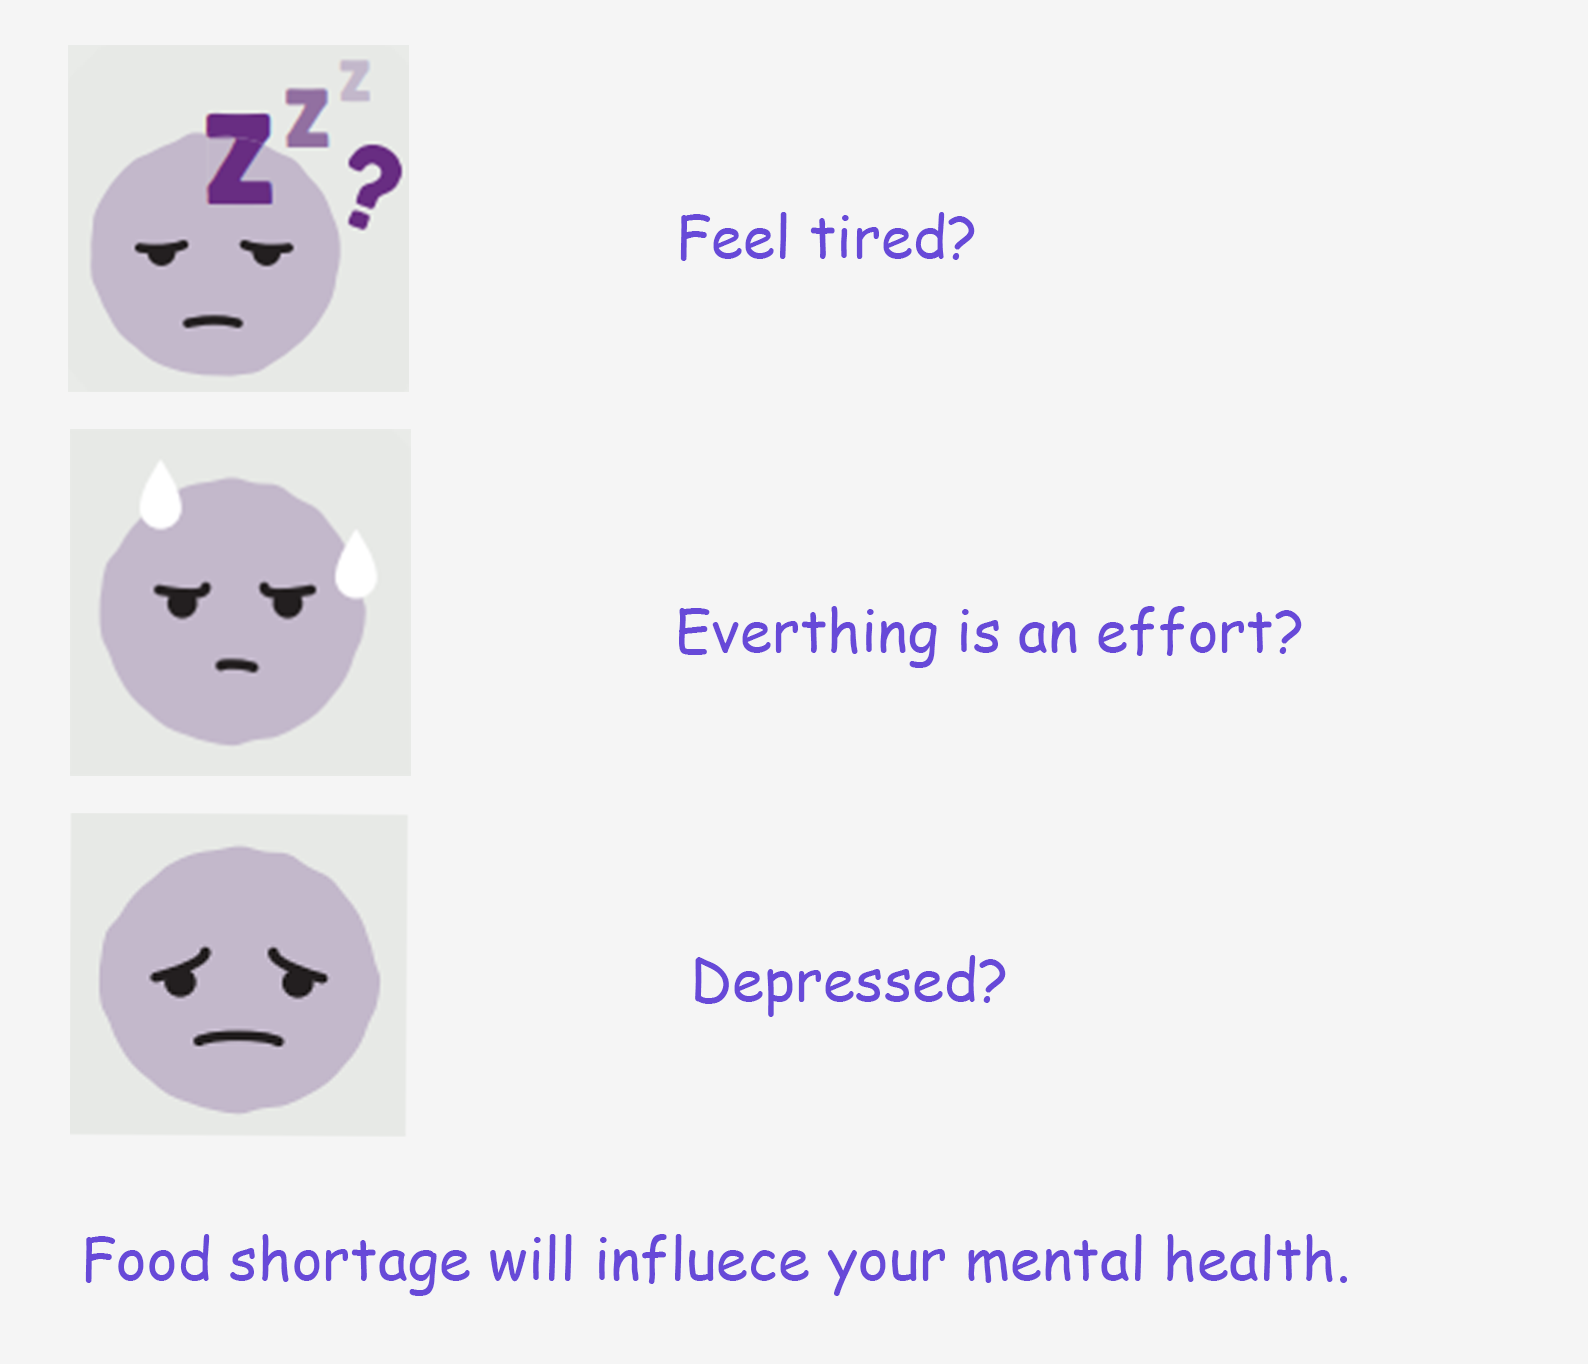 Z Z Z
?
Feel tired?
Everthing is an effort?
Depressed?
Food shortage will influece your mental health.